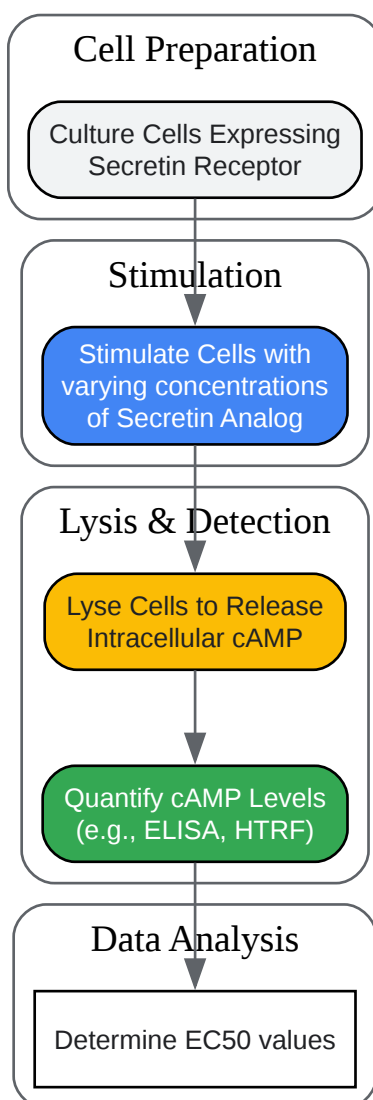 Cell Preparation
Culture Cells Expressing
Secretin Receptor
Stimulation
Stimulate Cells with
varying concentrations
of Secretin Analog
Lysis & Detection
Lyse Cells to Release
Intracellular cAMP
Quantify cAMP Levels
(e.g., ELISA, HTRF)
Data Analysis
Determine EC50 values